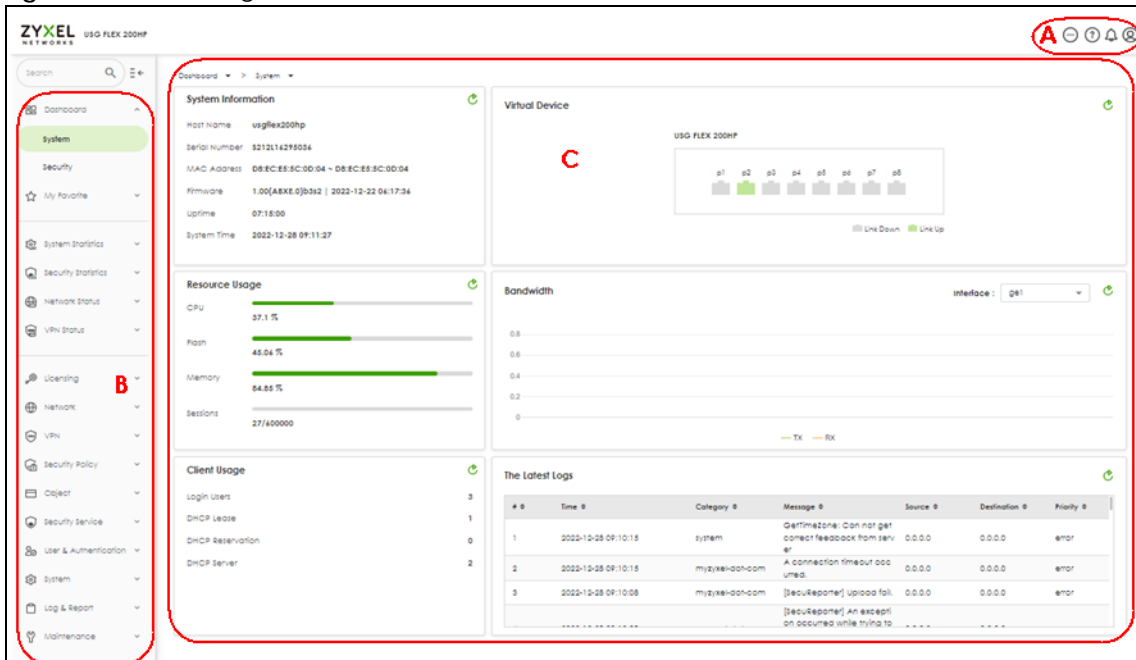 ZYXEL
NETWORKS
USG FLEX 200HP
A
Search
Dashboard
System
Security
My Favorite
System Statistics
Security Statistics
Network Status
VPN Status
Licensing
B
Network
VPN
Security Policy
Object
Security Service
User & Authentication
System
Log & Report
Maintenance
Dashboard > System
System Information
Host Name usgflex200hp
Serial Number S212L16295036
MAC Address D8:EC:E5:5C:0D:04 ~ D8:EC:E5:5C:0D:04
Firmware 1.00(ABXE.0)b362 | 2022-12-22 06:17:36
Uptime 07:15:00
System Time 2022-12-28 09:11:27
Virtual Device
C
USG FLEX 200HP
p1 p2 p3 p4 p5 p6 p7 p8
Link Down Link Up
Resource Usage
CPU
37.1 %
Flash
45.06 %
Memory
84.85 %
Sessions
27/600000
Bandwidth
Interface : ge1
0.8
0.6
0.4
0.2
0
TX RX
Client Usage
Login Users 3
DHCP Lease 1
DHCP Reservation 0
DHCP Server 2
The Latest Logs
# Time Category Message Source Destination Priority
1 2022-12-28 09:10:15 system GetTimeZone: Can not get correct feedback from server 0.0.0.0 0.0.0.0 error
2 2022-12-28 09:10:15 myzyxel-dot-com A connection timeout occurred. 0.0.0.0 0.0.0.0 error
3 2022-12-28 09:10:08 myzyxel-dot-com [SecuReporter] Upload fail. 0.0.0.0 0.0.0.0 error
[SecuReporter] An exception occurred while trying to